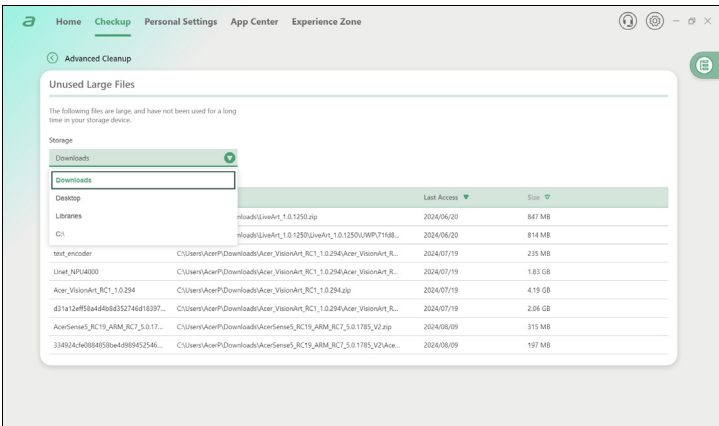 a
Home Checkup Personal Settings App Center Experience Zone
Advanced Cleanup
Unused Large Files
The following files are large, and have not been used for a long
time in your storage device.
Storage
Downloads
Downloads
Desktop
Libraries
C:\
Last Access Size
nloads\LiveArt_1.0.1250.zip 2024/06/20 847 MB
nloads\LiveArt_1.0.1250\LiveArt_1.0.1250\UWP\71fd8... 2024/06/20 814 MB
text_encoder C:\Users\AcerP\Downloads\Acer_VisionArt_RC1_1.0.294\Acer_VisionArt_R... 2024/07/19 235 MB
Unet_NPU4000 C:\Users\AcerP\Downloads\Acer_VisionArt_RC1_1.0.294\Acer_VisionArt_R... 2024/07/19 1.83 GB
Acer_VisionArt_RC1_1.0.294 C:\Users\AcerP\Downloads\Acer_VisionArt_RC1_1.0.294.zip 2024/07/19 4.19 GB
d31a12eff58a4d4b8d352746d18397... C:\Users\AcerP\Downloads\Acer_VisionArt_RC1_1.0.294\Acer_VisionArt_R... 2024/07/19 2.06 GB
AcerSense5_RC19_ARM_RC7_5.0.17... C:\Users\AcerP\Downloads\AcerSense5_RC19_ARM_RC7_5.0.1785_V2.zip 2024/08/09 315 MB
334924cfe0884858be4d989452546... C:\Users\AcerP\Downloads\AcerSense5_RC19_ARM_RC7_5.0.1785_V2\Ace... 2024/08/09 197 MB